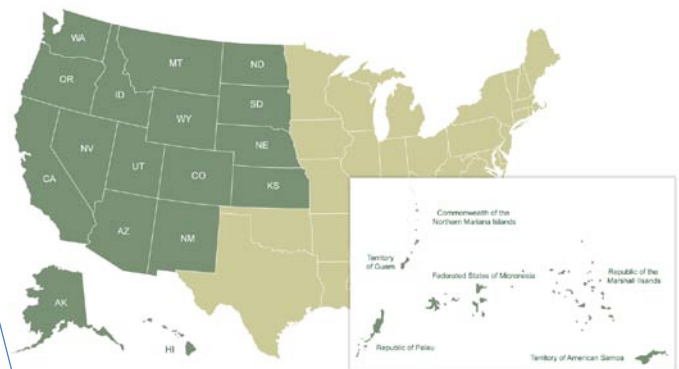 WA
MT
ND
OR
ID
SD
WY
NE
NV
UT
CO
KS
CA
AZ
NM
AK
HI
Commonwealth of the
Northern Mariana Islands
Territory
of Guam
Federated States of Micronesia
Republic of the
Marshall Islands
Republic of Palau
Territory of American Samoa